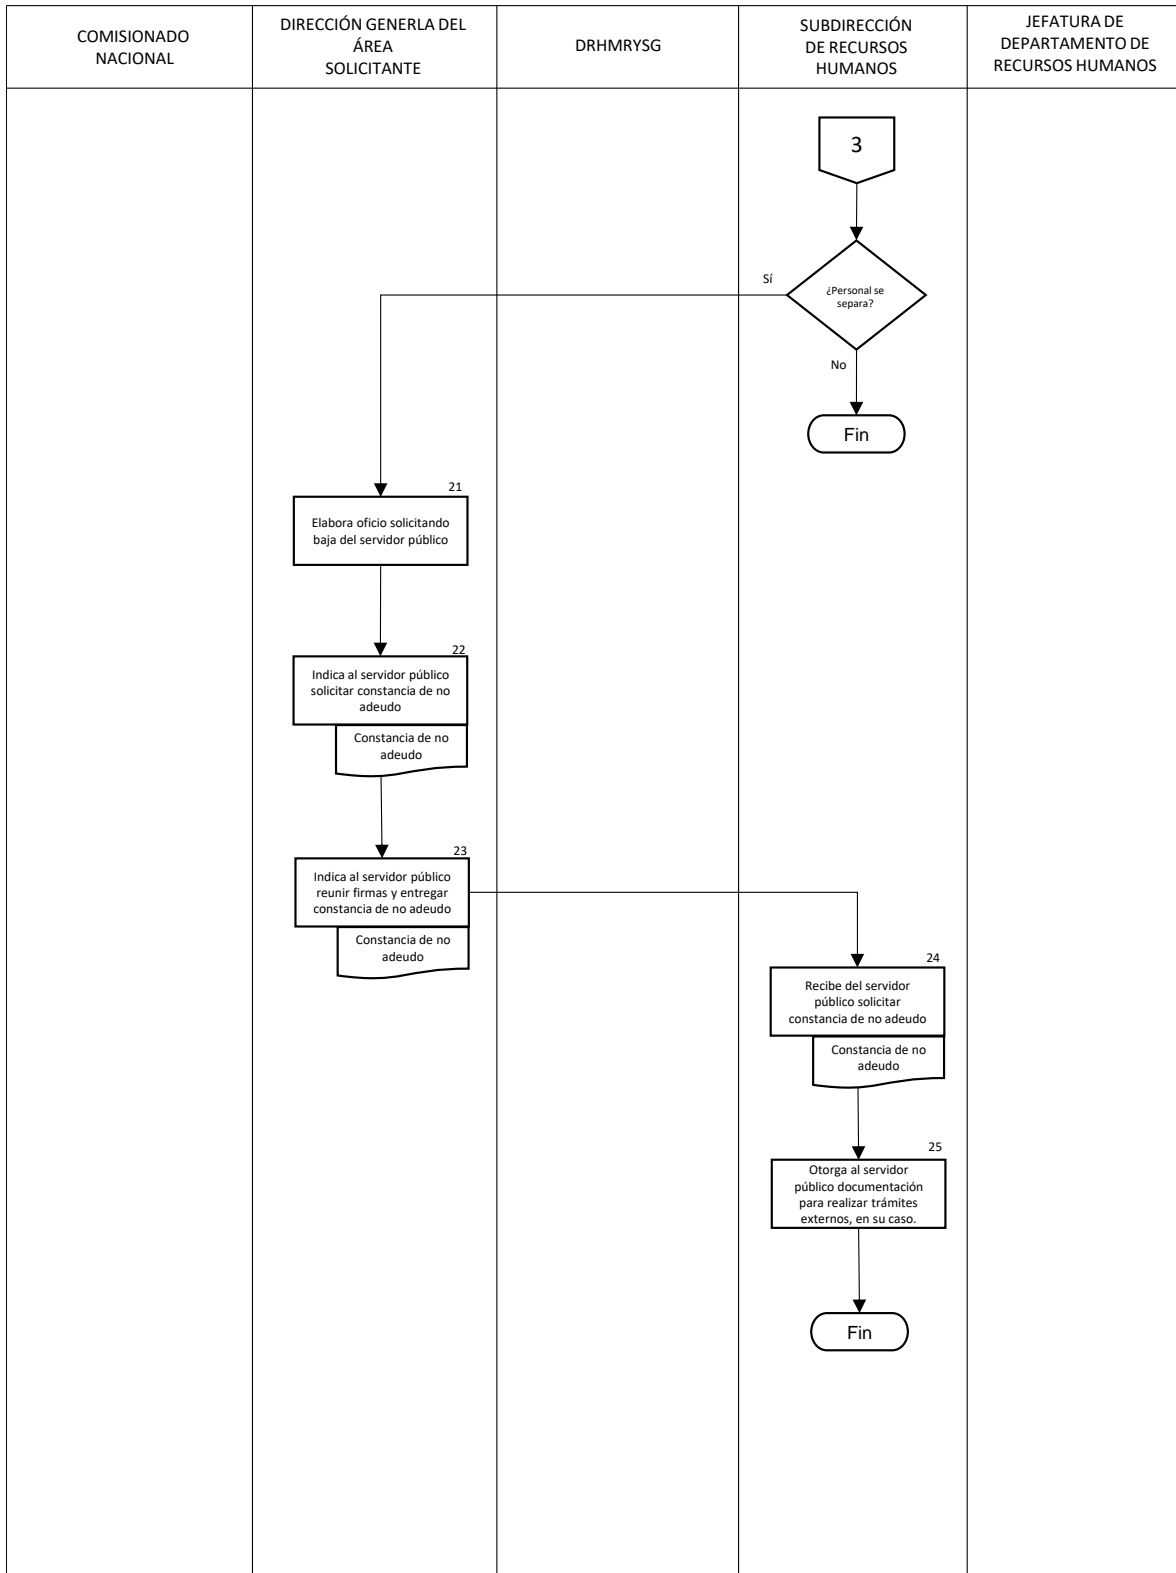 COMISIONADO
NACIONAL
DIRECCIÓN GENERLA DEL
ÁREA
SOLICITANTE
DRHMRYSG
SUBDIRECCIÓN
DE RECURSOS
HUMANOS
JEFATURA DE
DEPARTAMENTO DE
RECURSOS HUMANOS
3
¿Personal se
separa?
Sí
No
Fin
21
Elabora oficio solicitando
baja del servidor público
22
Indica al servidor público
solicitar constancia de no
adeudo
Constancia de no
adeudo
23
Indica al servidor público
reunir firmas y entregar
constancia de no adeudo
Constancia de no
adeudo
24
Recibe del servidor
público solicitar
constancia de no adeudo
Constancia de no
adeudo
25
Otorga al servidor
público documentación
para realizar trámites
externos, en su caso.
Fin